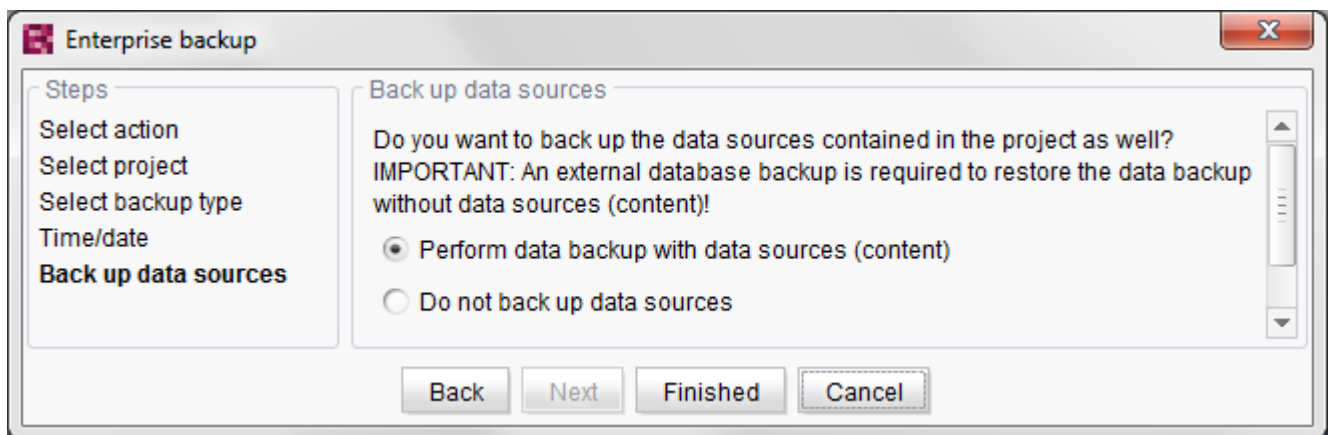 Enterprise backup
Steps
Select action
Select project
Select backup type
Time/date
Back up data sources
Back up data sources
Do you want to back up the data sources contained in the project as well?
IMPORTANT: An external database backup is required to restore the data backup
without data sources (content)!
Perform data backup with data sources (content)
Do not back up data sources
Back
Next
Finished
Cancel